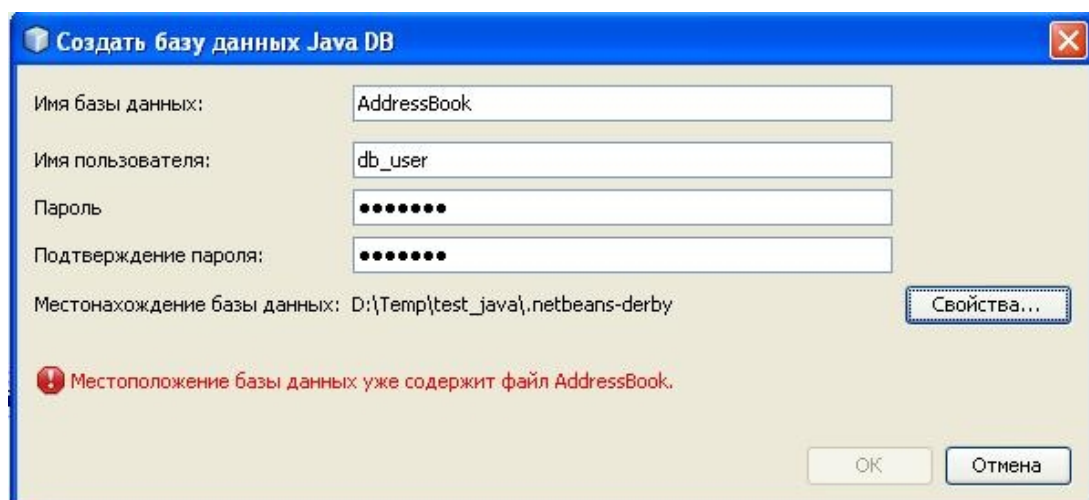 Создать базу данных Java DB
Имя базы данных: AddressBook
Имя пользователя: db_user
Пароль •••••••
Подтверждение пароля: •••••••
Местонахождение базы данных: D:\Temp\test_java\.netbeans-derby Свойства...
Местоположение базы данных уже содержит файл AddressBook.
OK Отмена